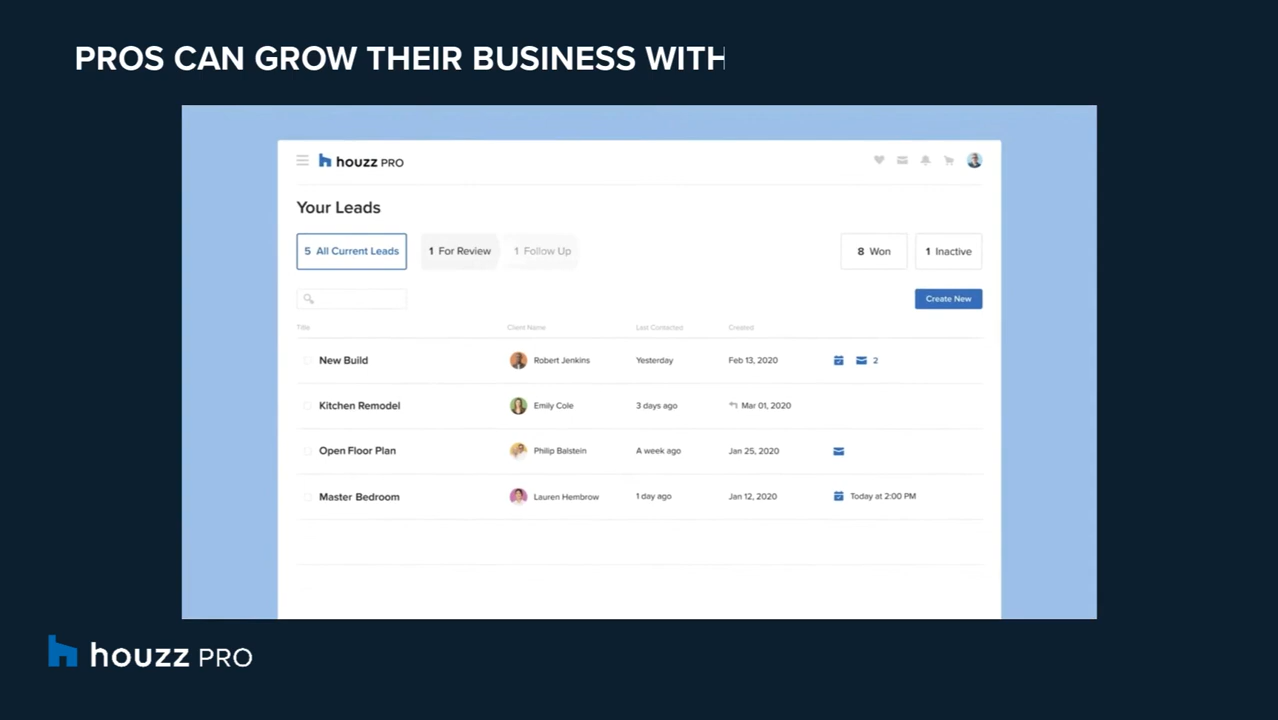 PROS CAN GROW THEIR BUSINESS WITH
houzz PRO
Your Leads
5 All Current Leads 1 For Review 1 Follow Up 8 Won 1 Inactive
Create New
Title Client Name Last Contacted Created
New Build Robert Jenkins Yesterday Feb 13, 2020 2
Kitchen Remodel Emily Cole 3 days ago Mar 01, 2020
Open Floor Plan Philip Balstein A week ago Jan 25, 2020
Master Bedroom Lauren Hembrow 1 day ago Jan 12, 2020 Today at 2:00 PM
houzz PRO